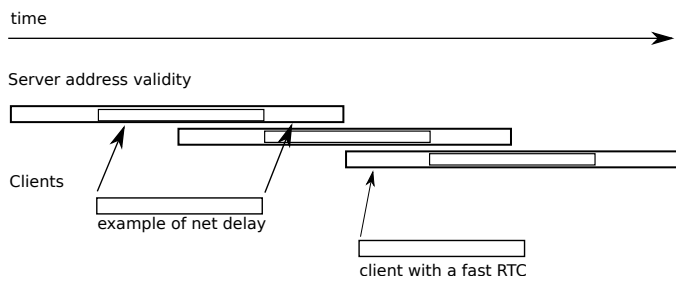 time
Server address validity
Clients
example of net delay
client with a fast RTC